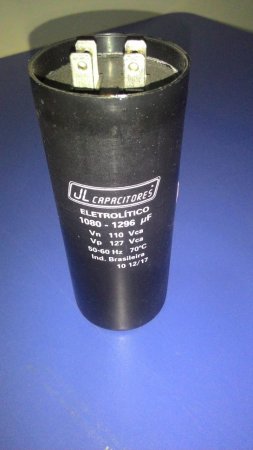 JL CAPACITORES
ELETROLÍTICO
1080 - 1296 µF
Vn 110 Vca
Vp 127 Vca
50-60 Hz 70°C
Ind. Brasileira
10 12/17